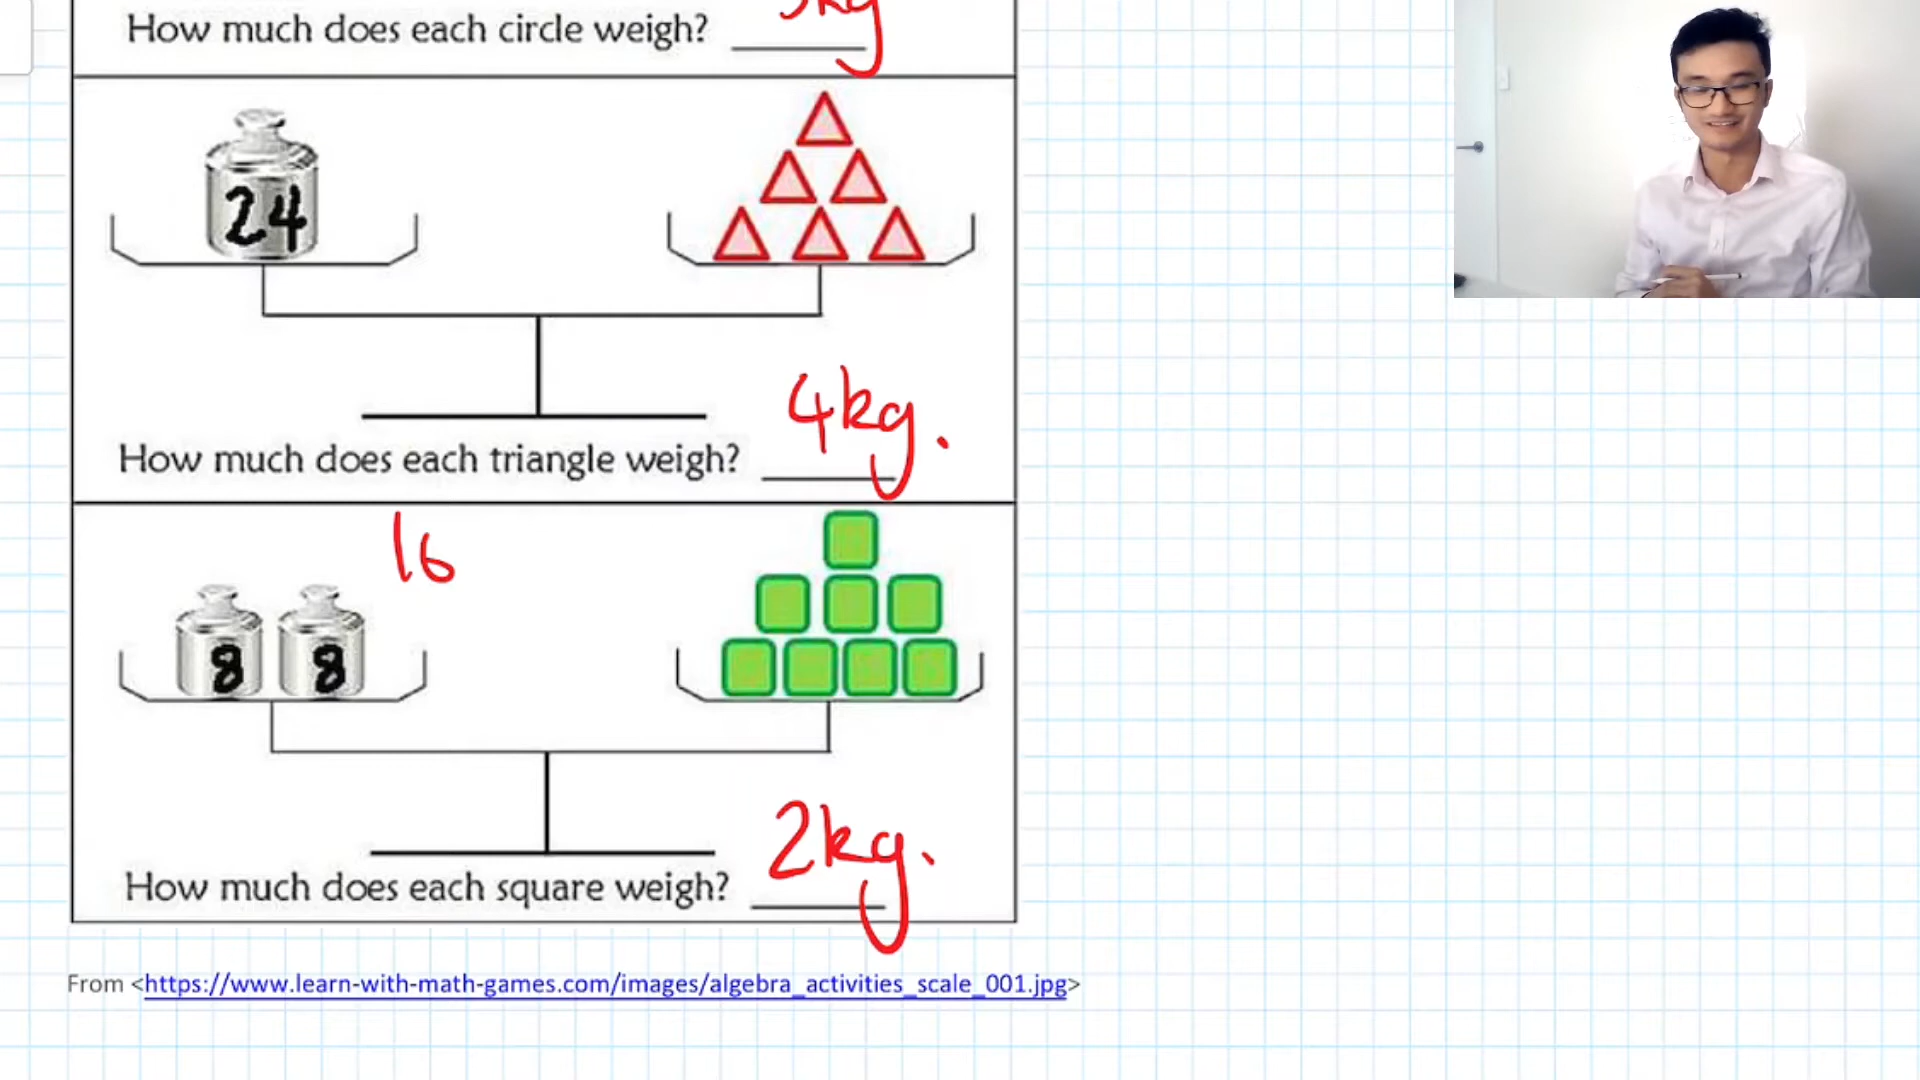 How much does each circle weigh? kg
24
4kg.
How much does each triangle weigh?
16
8 8
2kg.
How much does each square weigh?
From <https://www.learn-with-math-games.com/images/algebra_activities_scale_001.jpg>